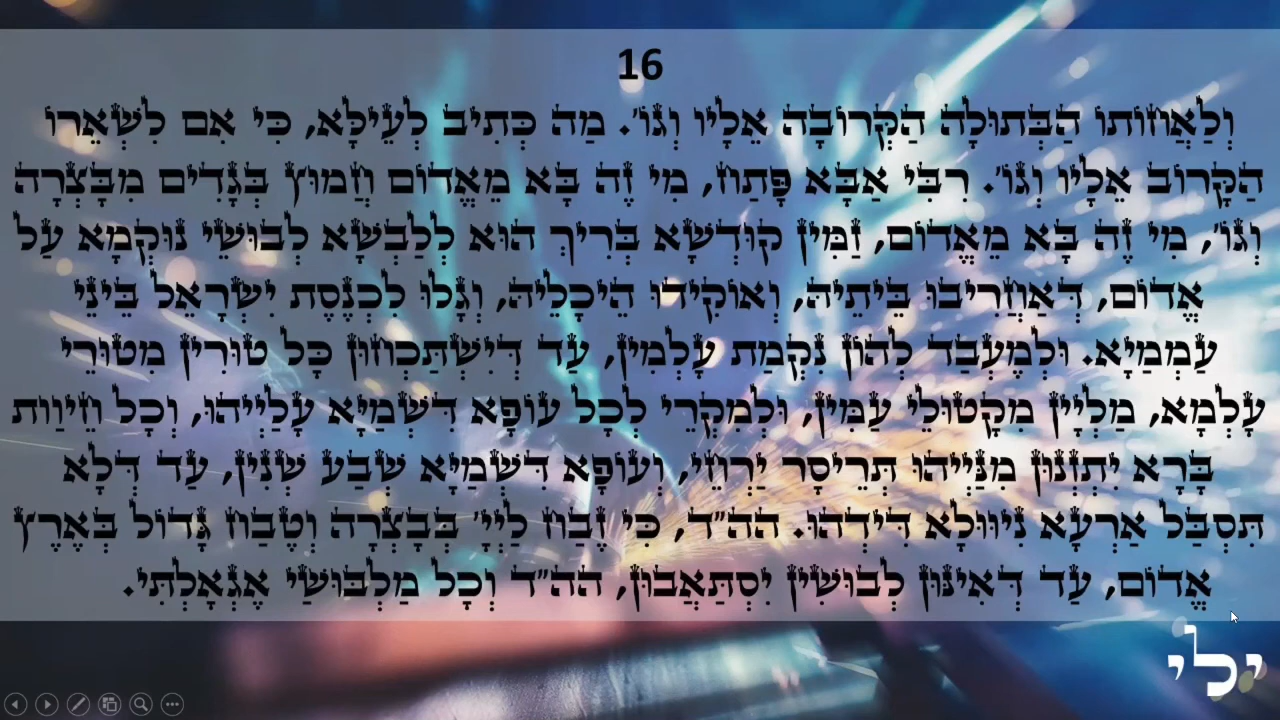 16
וְלַאֲחוֹתוֹ הַבְּתוּלָה הַקְּרוֹבָה אֵלָיו וְגוֹ'. מַה כְּתִיב לְעֵילָּא, כִּי אִם לִשְׁאֵרוֹ
הַקָּרוֹב אֵלָיו וְגוֹ'. רִבִּי אַבָּא פָּתַח, מִי זֶה בָּא מֵאֱדוֹם חֲמוּץ בְּגָדִים מִבָּצְרָה
וְגוֹ', מִי זֶה בָּא מֵאֱדוֹם, זַמִּין קוּדְשָׁא בְּרִיךְ הוּא לְלַבְשָׁא לְבוּשֵׁי נוּקְמָא עַל
אֱדוֹם, דְּאַחֲרִיבוּ בֵּיתֵיהּ, וְאוֹקִידוּ הֵיכָלֵיהּ, וְגָלוּ לִכְנֶסֶת יִשְׂרָאֵל בֵּינֵי
עַמְמַיָּא. וּלְמֶעְבַּד לְהוֹן נִקְמַת עָלְמִין, עַד דְּיִשְׁתַּכְחוּן כָּל טוּרִין מִטוּרֵי
עָלְמָא, מַלְיָין מִקָטוּלֵי עַמִּין, וּלְמִקְרֵי לְכָל עוֹפָא דִּשְׁמַיָּא עָלַיְיהוּ, וְכָל חֵיוַות
בָּרָא יִתְזְנוּן מִנַּיְיהוּ תְּרֵיסָר יַרְחֵי, וְעוֹפָא דִּשְׁמַיָּא שְׁבַע שְׁנִין, עַד דְּלָא
תִּסְבַּל אַרְעָא נִיוּוּלָא דִּידְהוּ. הה"ד, כִּי זֶבַח לַיְיָ' בְּבָצְרָה וְטֶבַח גָּדוֹל בְּאֶרֶץ
אֱדוֹם, עַד דְּאִינּוּן לְבוּשִׁין יִסְתַּאֲבוּן, הה"ד וְכָל מַלְבּוּשַׁי אֶגְאָלְתִּי.
ילי